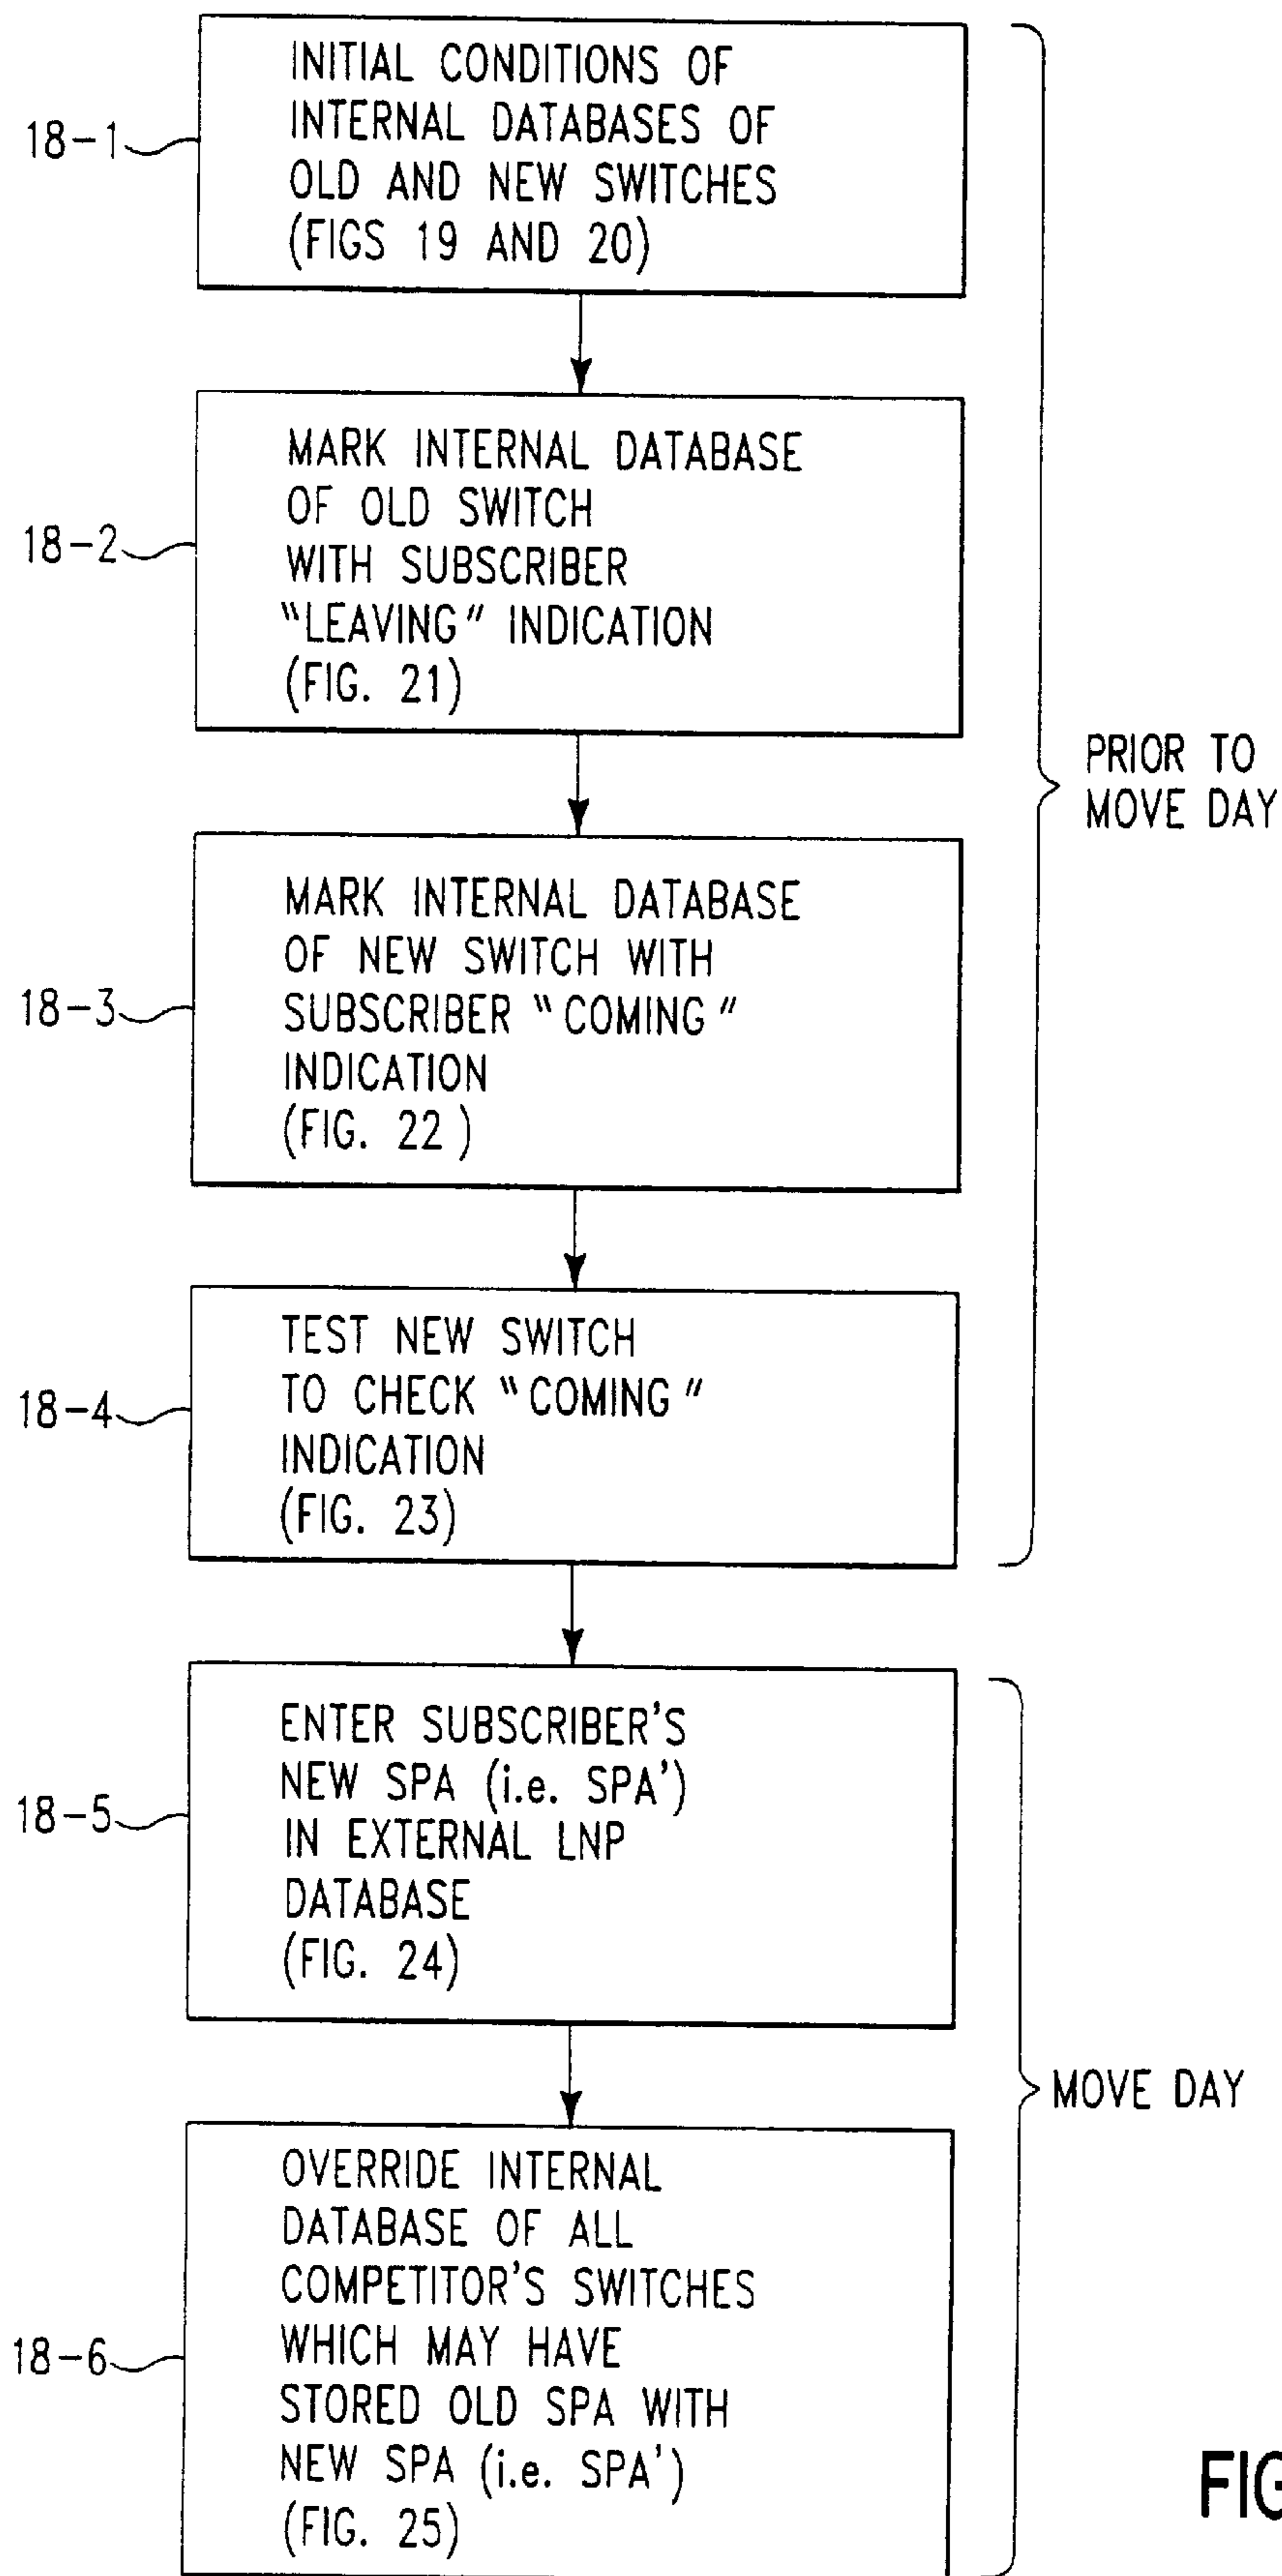 18-1
INITIAL CONDITIONS OF
INTERNAL DATABASES OF
OLD AND NEW SWITCHES
(FIGS 19 AND 20)
18-2
MARK INTERNAL DATABASE
OF OLD SWITCH
WITH SUBSCRIBER
"LEAVING" INDICATION
(FIG. 21)
PRIOR TO
MOVE DAY
18-3
MARK INTERNAL DATABASE
OF NEW SWITCH WITH
SUBSCRIBER "COMING"
INDICATION
(FIG. 22)
18-4
TEST NEW SWITCH
TO CHECK "COMING"
INDICATION
(FIG. 23)
18-5
ENTER SUBSCRIBER'S
NEW SPA (i.e. SPA')
IN EXTERNAL LNP
DATABASE
(FIG. 24)
MOVE DAY
18-6
OVERRIDE INTERNAL
DATABASE OF ALL
COMPETITOR'S SWITCHES
WHICH MAY HAVE
STORED OLD SPA WITH
NEW SPA (i.e. SPA')
(FIG. 25)
FIG